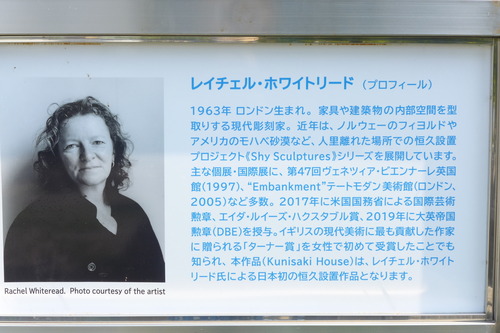 レイチェル・ホワイトリード（プロフィール）
1963年 ロンドン生まれ。家具や建築物の内部空間を型
取りする現代彫刻家。近年は、ノルウェーのフィヨルドや
アメリカのモハベ砂漠など、人里離れた場所での恒久設置
プロジェクト《Shy Sculptures》シリーズを展開しています。
主な個展・国際展に、第47回ヴェネツィア・ビエンナーレ英国
館（1997）、“Embankment”テートモダン美術館（ロンドン、
2005）など多数。2017年に米国国務省による国際芸術
勲章、エイダ・ルイーズ・ハクスタブル賞、2019年に大英帝国
勲章（DBE）を授与。イギリスの現代美術に最も貢献した作家
に贈られる「ターナー賞」を女性で初めて受賞したことでも
知られ、本作品（Kunisaki House）は、レイチェル・ホワイト
リード氏による日本初の恒久設置作品となります。
Rachel Whiteread. Photo courtesy of the artist